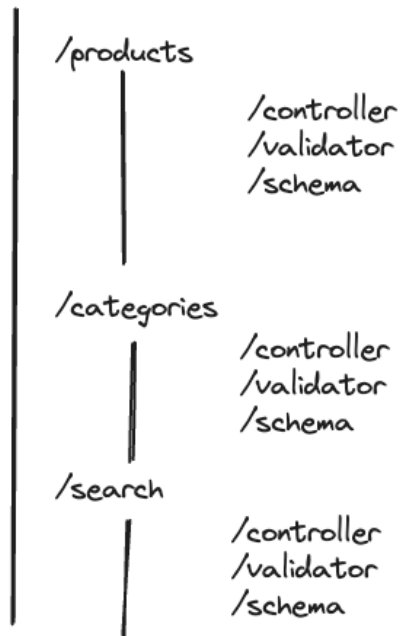 /products
/controller
/validator
/schema
/categories
/controller
/validator
/schema
/search
/controller
/validator
/schema